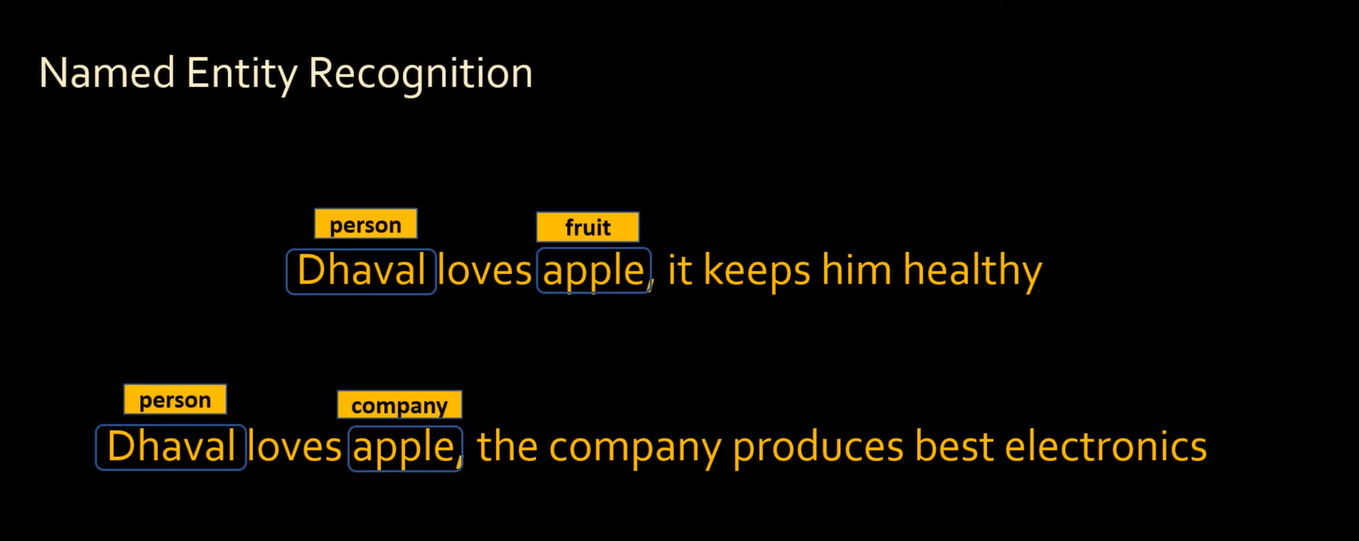 Named Entity Recognition
person fruit
Dhaval loves apple, it keeps him healthy
person company
Dhaval loves apple, the company produces best electronics